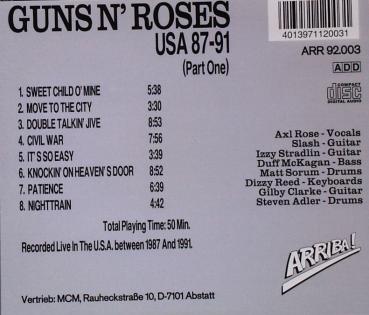 GUNS N' ROSES
USA 87-91
(Part One)
4013971120031
ARR 92.003
ADD
COMPACT
disc
DIGITAL AUDIO
1. SWEET CHILD O' MINE 5:38
2. MOVE TO THE CITY 3:30
3. DOUBLE TALKIN' JIVE 8:53
4. CIVIL WAR 7:56
5. IT'S SO EASY 3:39
6. KNOCKIN' ON HEAVEN'S DOOR 8:52
7. PATIENCE 6:39
8. NIGHTTRAIN 4:42
Axl Rose - Vocals
Slash - Guitar
Izzy Stradlin - Guitar
Duff McKagan - Bass
Matt Sorum - Drums
Dizzy Reed - Keyboards
Gilby Clarke - Guitar
Steven Adler - Drums
Total Playing Time: 50 Min.
Recorded Live In The U.S.A. between 1987 And 1991.
ARRIBA!
Vertrieb: MCM, Rauheckstraße 10, D-7101 Abstatt